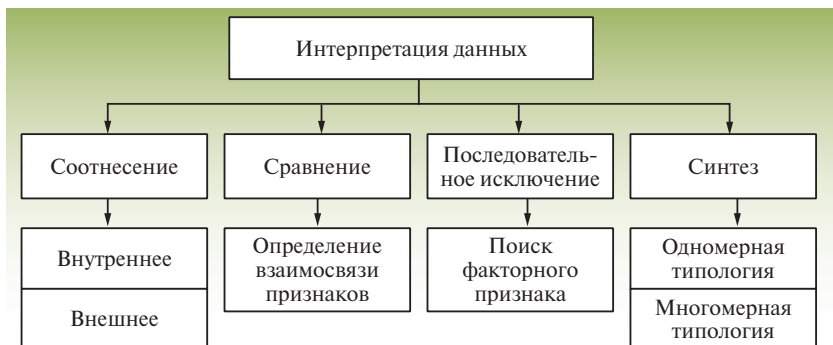 Интерпретация данных
Соотнесение
Сравнение
Последователь-
ное исключение
Синтез
Внутреннее
Внешнее
Определение
взаимосвязи
признаков
Поиск
факторного
признака
Одномерная
типология
Многомерная
типология